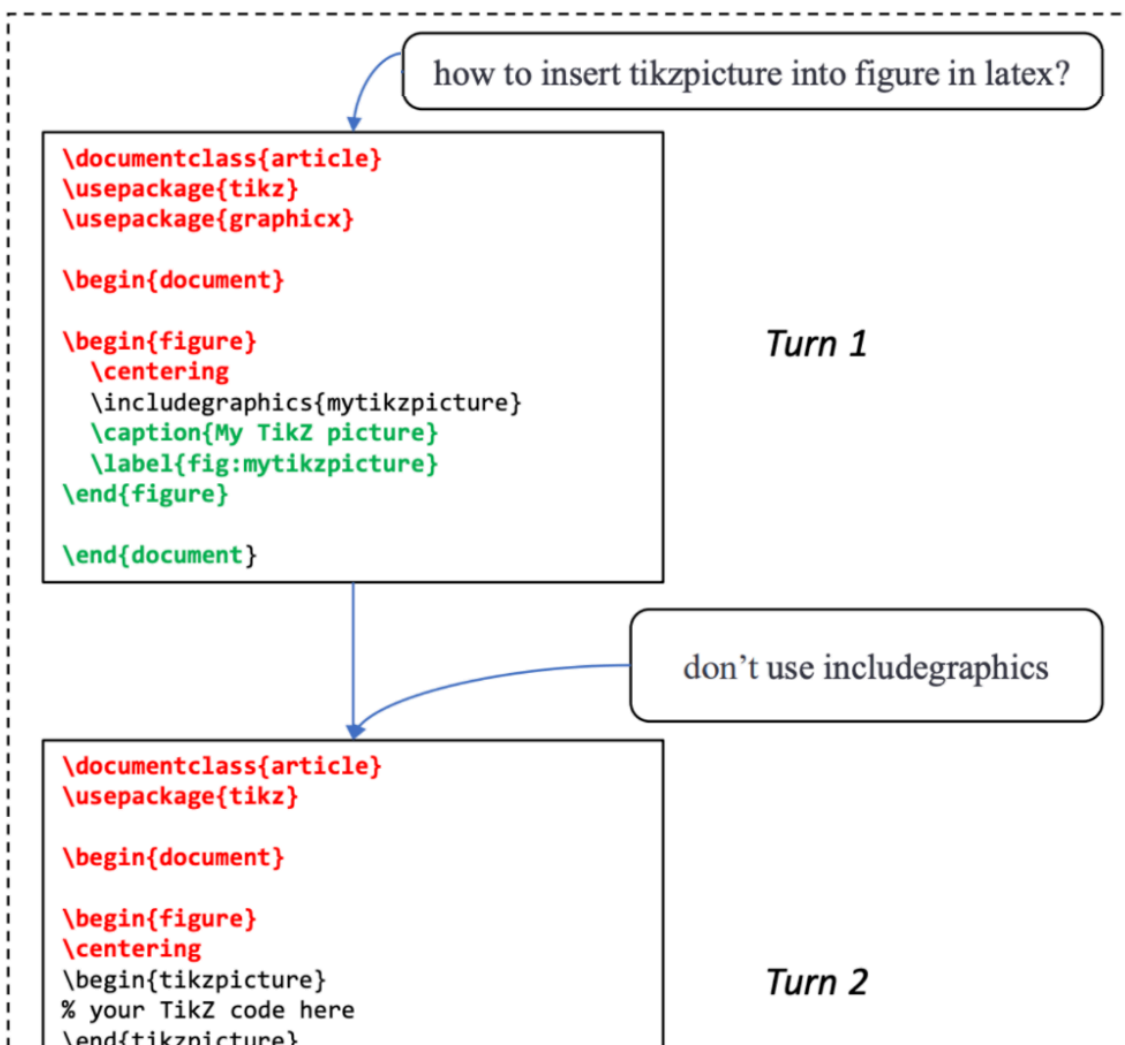 how to insert tikzpicture into figure in latex?
\documentclass{article}
\usepackage{tikz}
\usepackage{graphicx}
\begin{document}
\begin{figure}
\centering
\includegraphics{mytikzpicture}
\caption{My TikZ picture}
\label{fig:mytikzpicture}
\end{figure}
\end{document}
Turn 1
don’t use includegraphics
\documentclass{article}
\usepackage{tikz}
\begin{document}
\begin{figure}
\centering
\begin{tikzpicture}
% your TikZ code here
\end{tikzpicture}
Turn 2